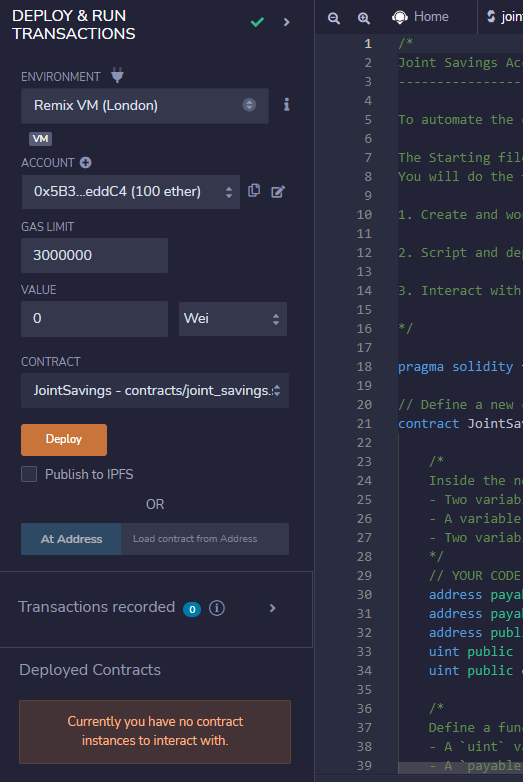 DEPLOY & RUN
TRANSACTIONS
ENVIRONMENT
Remix VM (London)
VM
ACCOUNT
0x5B3...eddC4 (100 ether)
GAS LIMIT
3000000
VALUE
0
Wei
CONTRACT
JointSavings - contracts/joint_savings.
Deploy
Publish to IPFS
OR
At Address
Load contract from Address
Transactions recorded 0
Deployed Contracts
Currently you have no contract
instances to interact with.
Home
join
1 /*
2 Joint Savings Acc
3 ----------------
4
5 To automate the
6
7 The Starting file
8 You will do the
9
10 1. Create and wo
11
12 2. Script and dep
13
14 3. Interact with
15
16 */
17
18 pragma solidity
19
20 // Define a new
21 contract JointSav
22
23 /*
24 Inside the n
25 - Two variab
26 - A variable
27 - Two variab
28 */
29 // YOUR CODE
30 address payab
31 address payab
32 address publ
33 uint public
34 uint public
35
36 /*
37 Define a fun
38 - A `uint` va
39 - A `payable